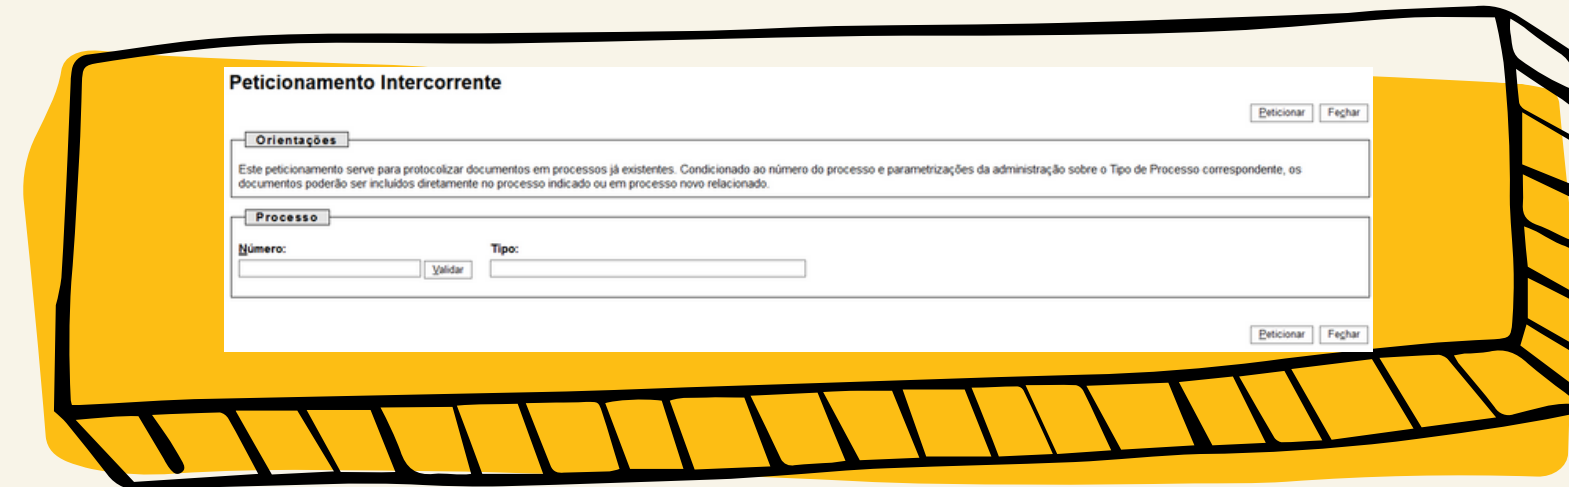 Peticionamento Intercorrente
Peticionar Fechar
Orientações
Este peticionamento serve para protocolizar documentos em processos já existentes. Condicionado ao número do processo e parametrizações da administração sobre o Tipo de Processo correspondente, os
documentos poderão ser incluídos diretamente no processo indicado ou em processo novo relacionado.
Processo
Número: Tipo:
Validar
Peticionar Fechar